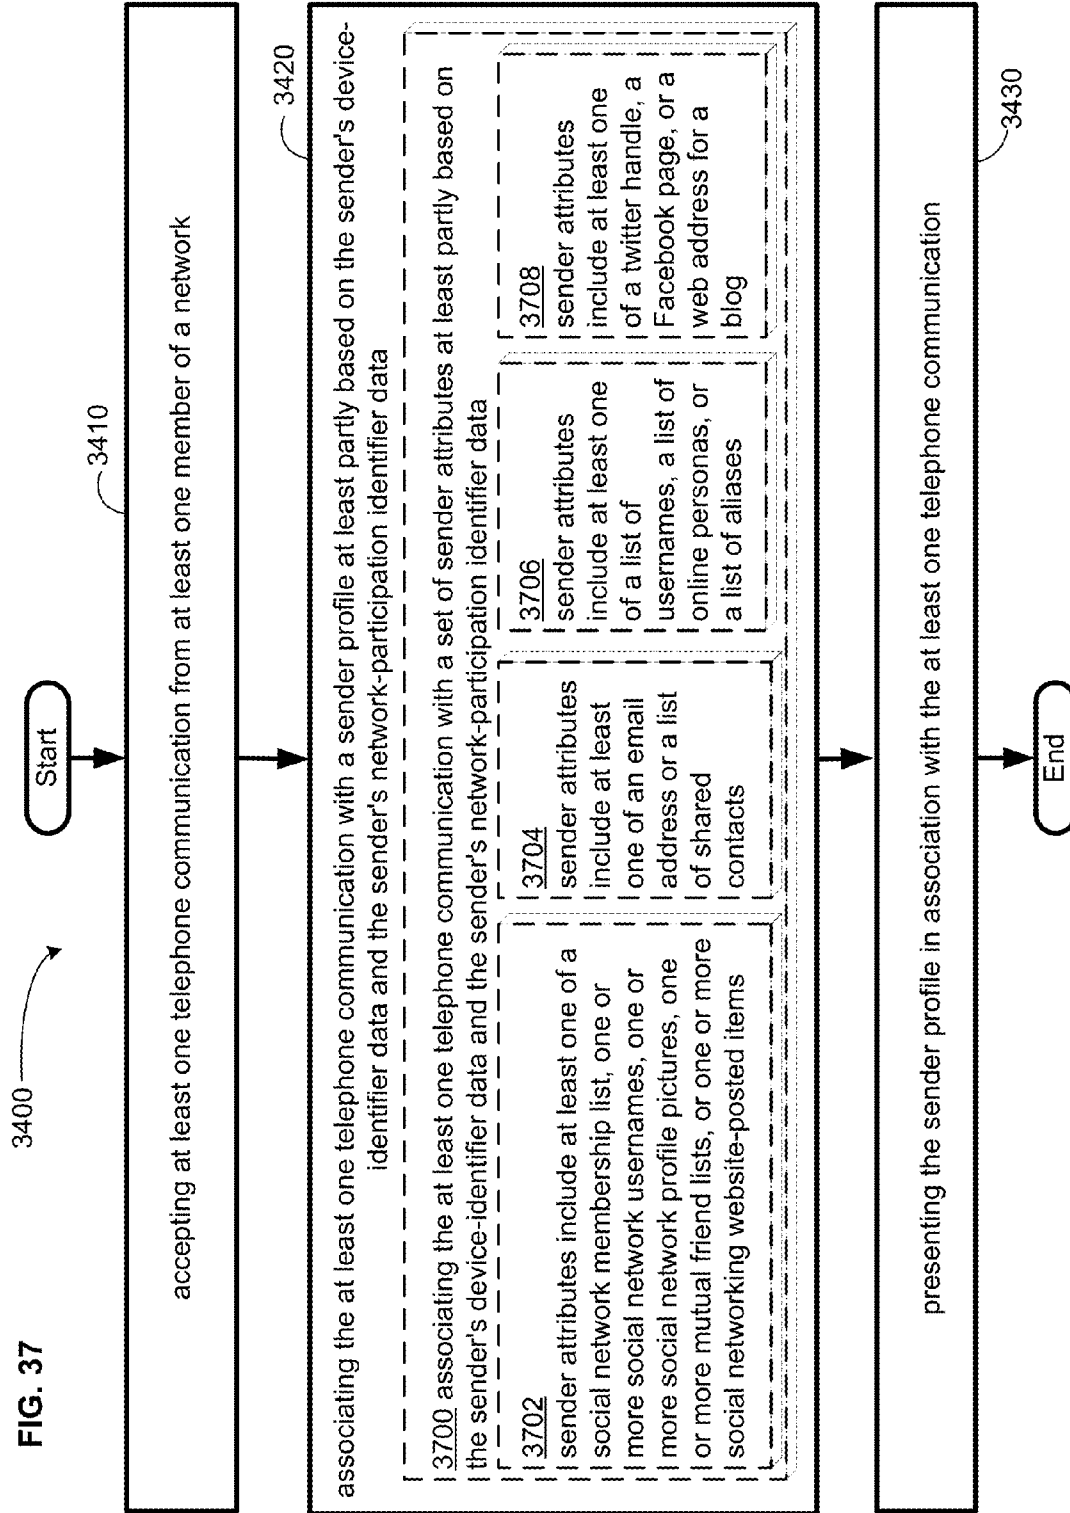 FIG. 37
3400
Start
3410
accepting at least one telephone communication from at least one member of a network
3420
associating the at least one telephone communication with a sender profile at least partly based on the sender's device-
identifier data and the sender's network-participation identifier data
3700 associating the at least one telephone communication with a set of sender attributes at least partly based on
the sender's device-identifier data and the sender's network-participation identifier data
3702
sender attributes include at least one of a
social network membership list, one or
more social network usernames, one or
more social network profile pictures, one
or more mutual friend lists, or one or more
social networking website-posted items
3704
sender attributes
include at least
one of an email
address or a list
of shared
contacts
3706
sender attributes
include at least one
of a list of
usernames, a list of
online personas, or
a list of aliases
3708
sender attributes
include at least one
of a twitter handle, a
Facebook page, or a
web address for a
blog
3430
presenting the sender profile in association with the at least one telephone communication
End